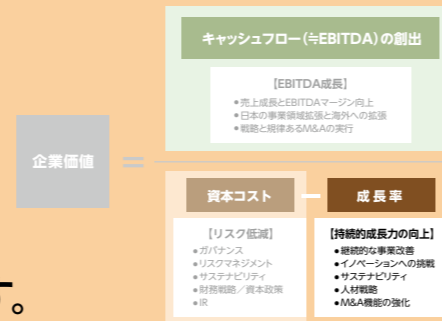 キャッシュフロー（≒EBITDA）の創出
【EBITDA成長】
●売上成長とEBITDAマージン向上
●日本の事業領域拡張と海外への拡張
●戦略と規律あるM&Aの実行
企業価値
＝
資本コスト
ー
成長率
【リスク低減】
●ガバナンス
●リスクマネジメント
●サステナビリティ
●財務戦略／資本政策
●IR
【持続的成長力の向上】
●継続的な事業改善
●イノベーションへの挑戦
●サステナビリティ
●人材戦略
●M&A機能の強化
す。